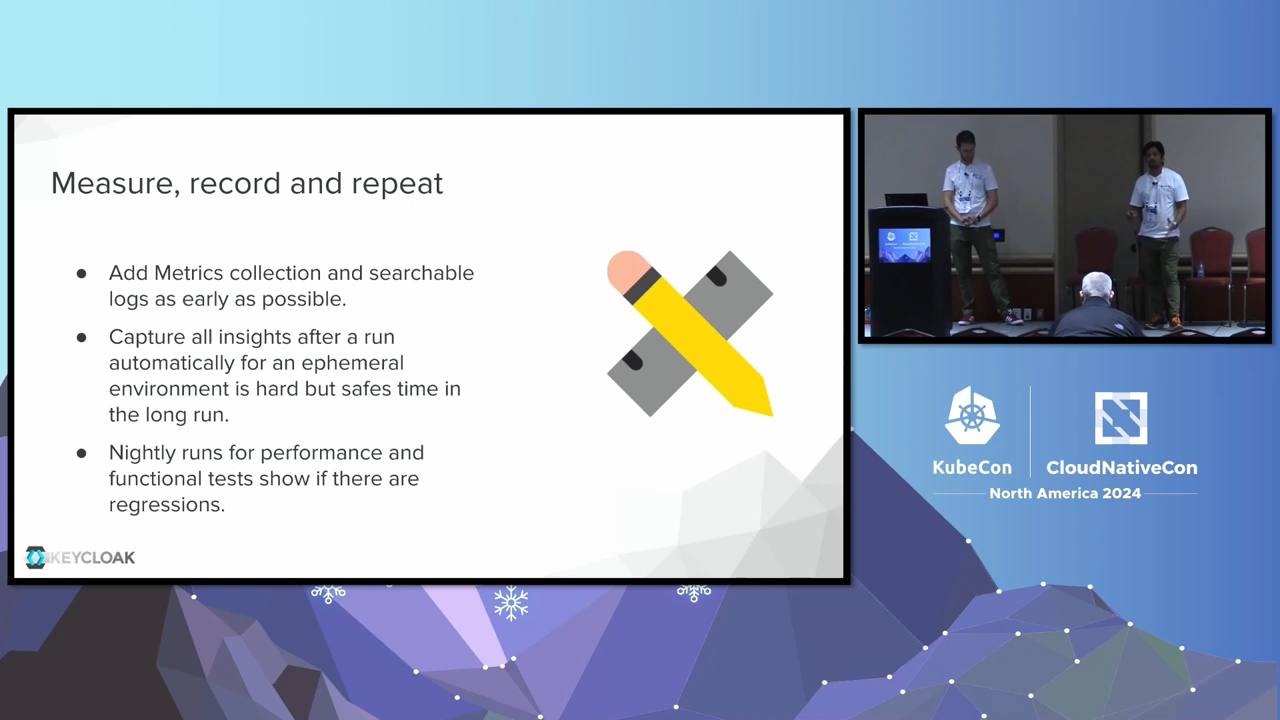 Measure, record and repeat
● Add Metrics collection and searchable
logs as early as possible.
● Capture all insights after a run
automatically for an ephemeral
environment is hard but safes time in
the long run.
● Nightly runs for performance and
functional tests show if there are
regressions.
KEYCLOAK
KubeCon
CloudNativeCon
North America 2024